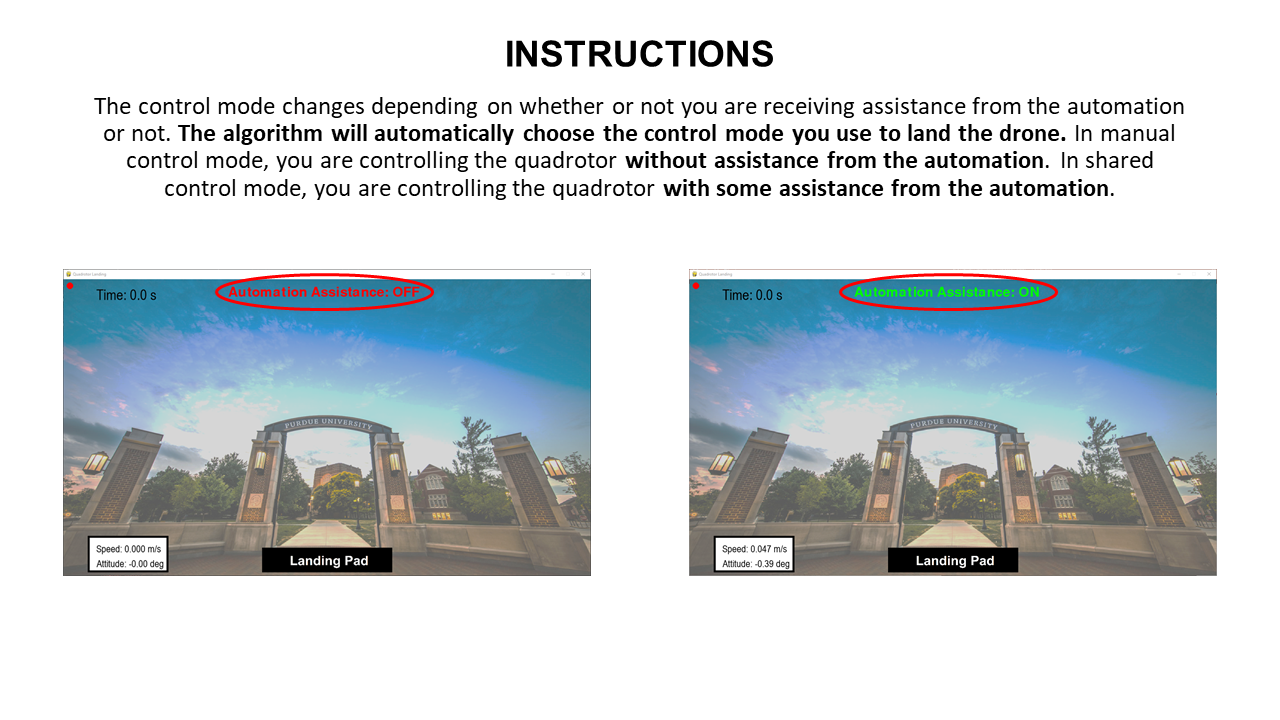 INSTRUCTIONS
The control mode changes depending on whether or not you are receiving assistance from the automation
or not. The algorithm will automatically choose the control mode you use to land the drone. In manual
control mode, you are controlling the quadrotor without assistance from the automation. In shared
control mode, you are controlling the quadrotor with some assistance from the automation.
Quadrotor Landing
Time: 0.0 s
Automation Assistance: OFF
PURDUE UNIVERSITY
Speed: 0.000 m/s
Attitude: -0.00 deg
Landing Pad
Quadrotor Landing
Time: 0.0 s
Automation Assistance: ON
PURDUE UNIVERSITY
Speed: 0.047 m/s
Attitude: -0.39 deg
Landing Pad